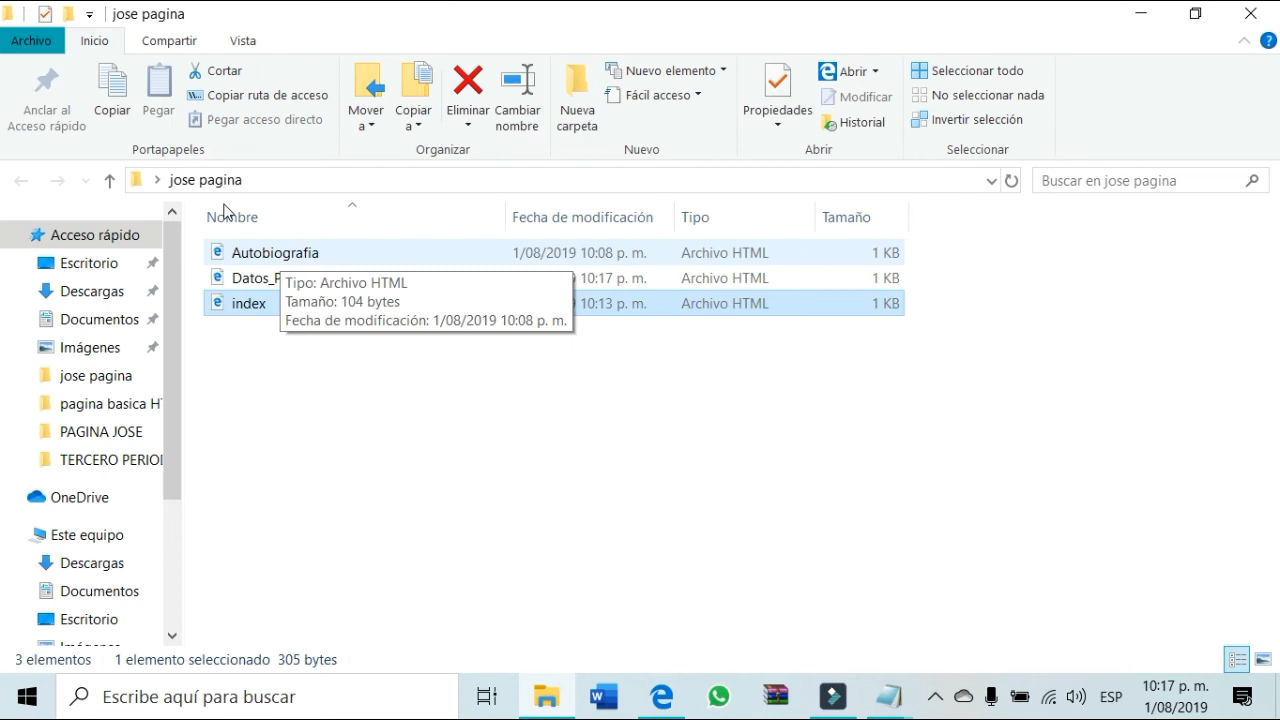 jose pagina
Archivo Inicio Compartir Vista
Anclar al Acceso rápido
Copiar
Pegar
Cortar
Copiar ruta de acceso
Pegar acceso directo
Portapapeles
Mover a
Copiar a
Eliminar
Cambiar nombre
Organizar
Nueva carpeta
Nuevo elemento
Fácil acceso
Nuevo
Propiedades
Abrir
Modificar
Historial
Abrir
Seleccionar todo
No seleccionar nada
Invertir selección
Seleccionar
jose pagina
Buscar en jose pagina
Nombre Fecha de modificación Tipo Tamaño
Autobiografia 1/08/2019 10:08 p. m. Archivo HTML 1 KB
Datos_ 10:17 p. m. Archivo HTML 1 KB
index 10:13 p. m. Archivo HTML 1 KB
Tipo: Archivo HTML
Tamaño: 104 bytes
Fecha de modificación: 1/08/2019 10:08 p. m.
Acceso rápido
Escritorio
Descargas
Documentos
Imágenes
jose pagina
pagina basica
PAGINA JOSE
TERCERO
OneDrive
Este equipo
Descargas
Documentos
Escritorio
3 elementos 1 elemento seleccionado 305 bytes
Escribe aquí para buscar
ESP
10:17 p. m.
1/08/2019